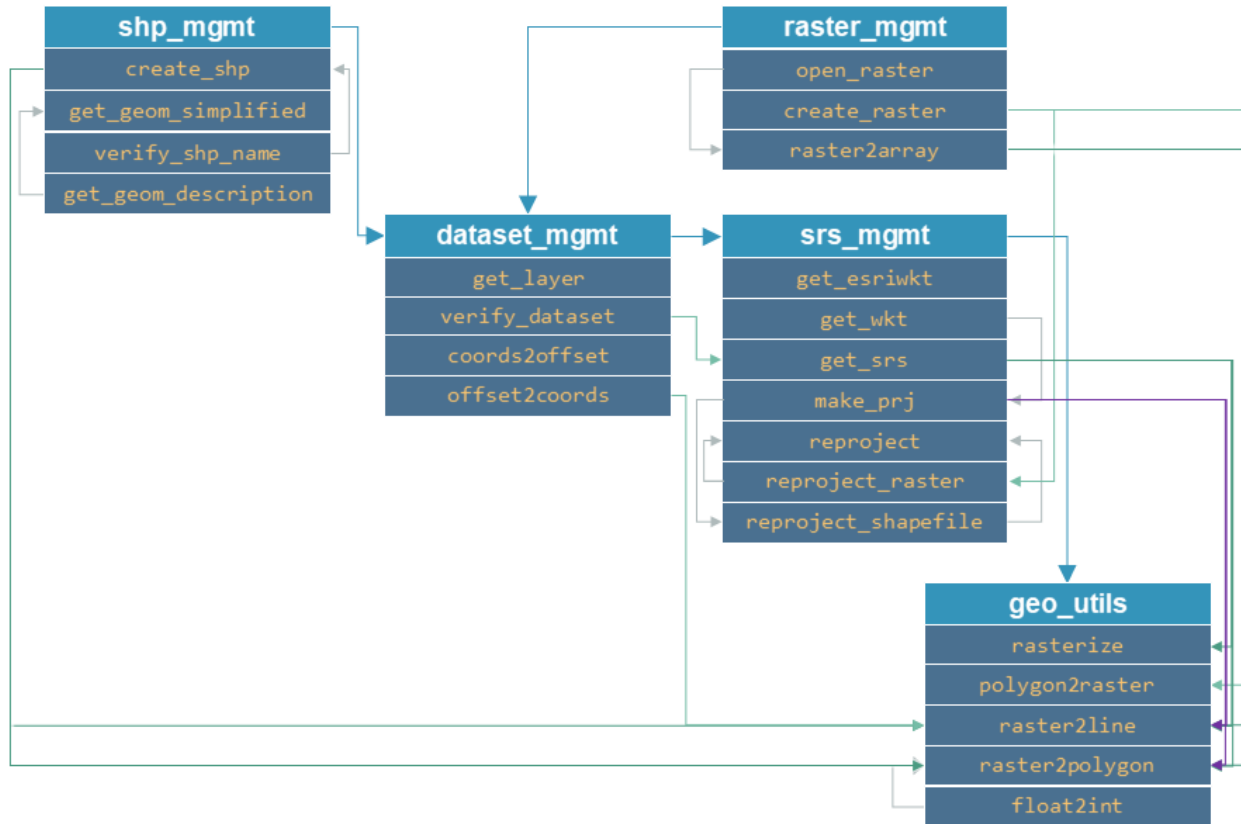 shp_mgmt
create_shp
get_geom_simplified
verify_shp_name
get_geom_description
raster_mgmt
open_raster
create_raster
raster2array
dataset_mgmt
get_layer
verify_dataset
coords2offset
offset2coords
srs_mgmt
get_esriwkt
get_wkt
get_srs
make_prj
reproject
reproject_raster
reproject_shapefile
geo_utils
rasterize
polygon2raster
raster2line
raster2polygon
float2int